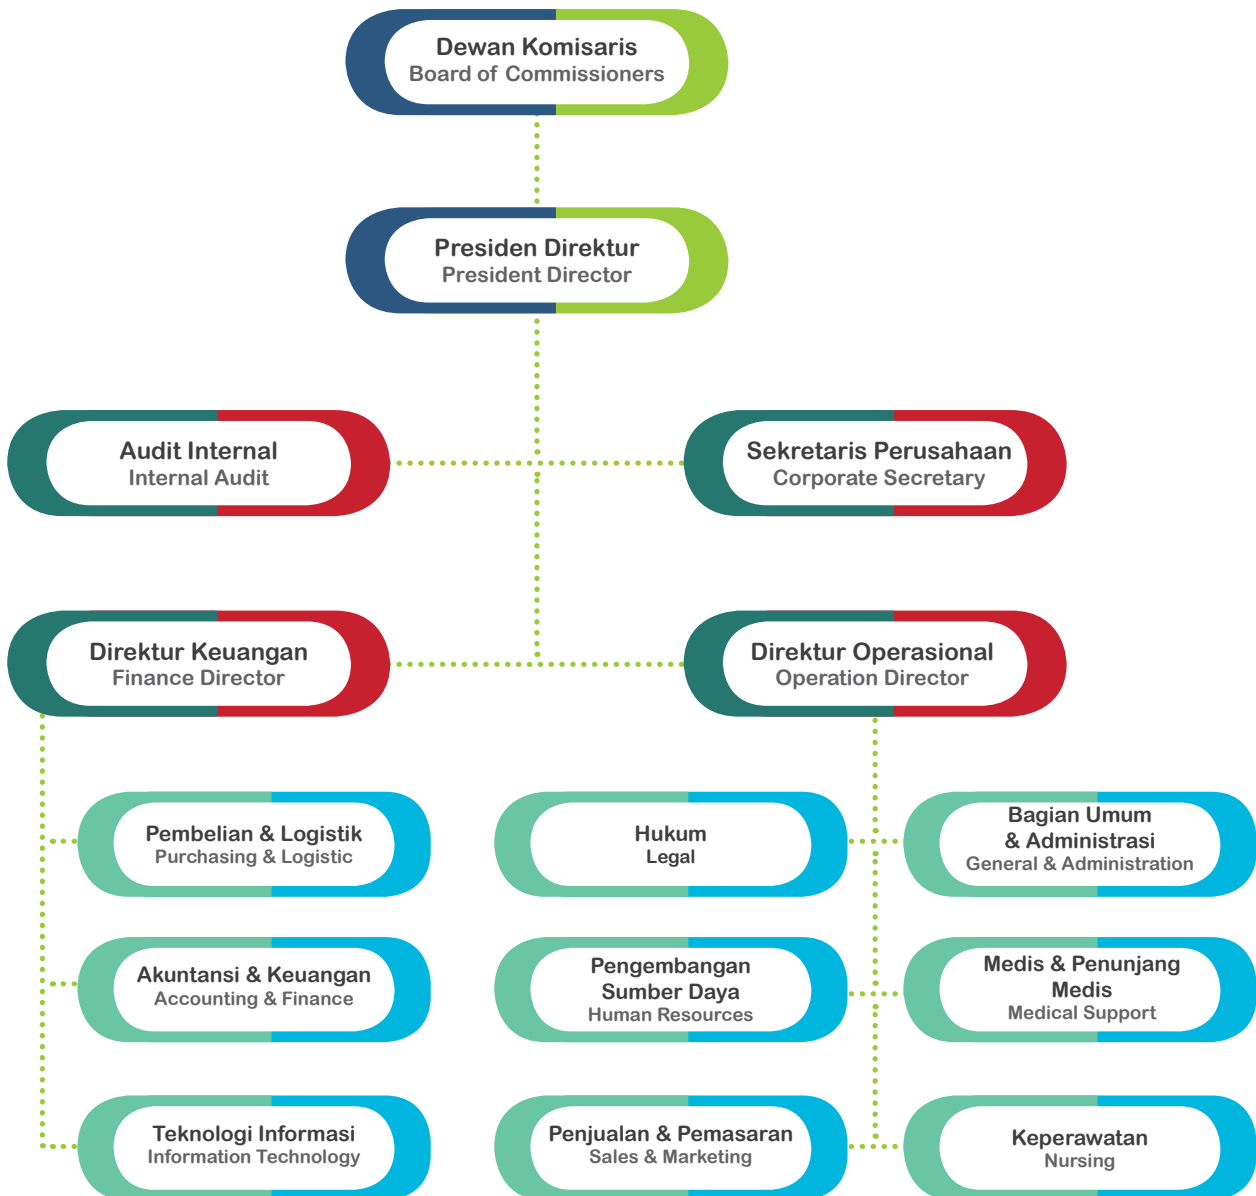 Dewan Komisaris
Board of Commissioners
Presiden Direktur
President Director
Audit Internal
Internal Audit
Sekretaris Perusahaan
Corporate Secretary
Direktur Keuangan
Finance Director
Direktur Operasional
Operation Director
Pembelian & Logistik
Purchasing & Logistic
Hukum
Legal
Bagian Umum
& Administrasi
General & Administration
Akuntansi & Keuangan
Accounting & Finance
Pengembangan
Sumber Daya
Human Resources
Medis & Penunjang
Medis
Medical Support
Teknologi Informasi
Information Technology
Penjualan & Pemasaran
Sales & Marketing
Keperawatan
Nursing